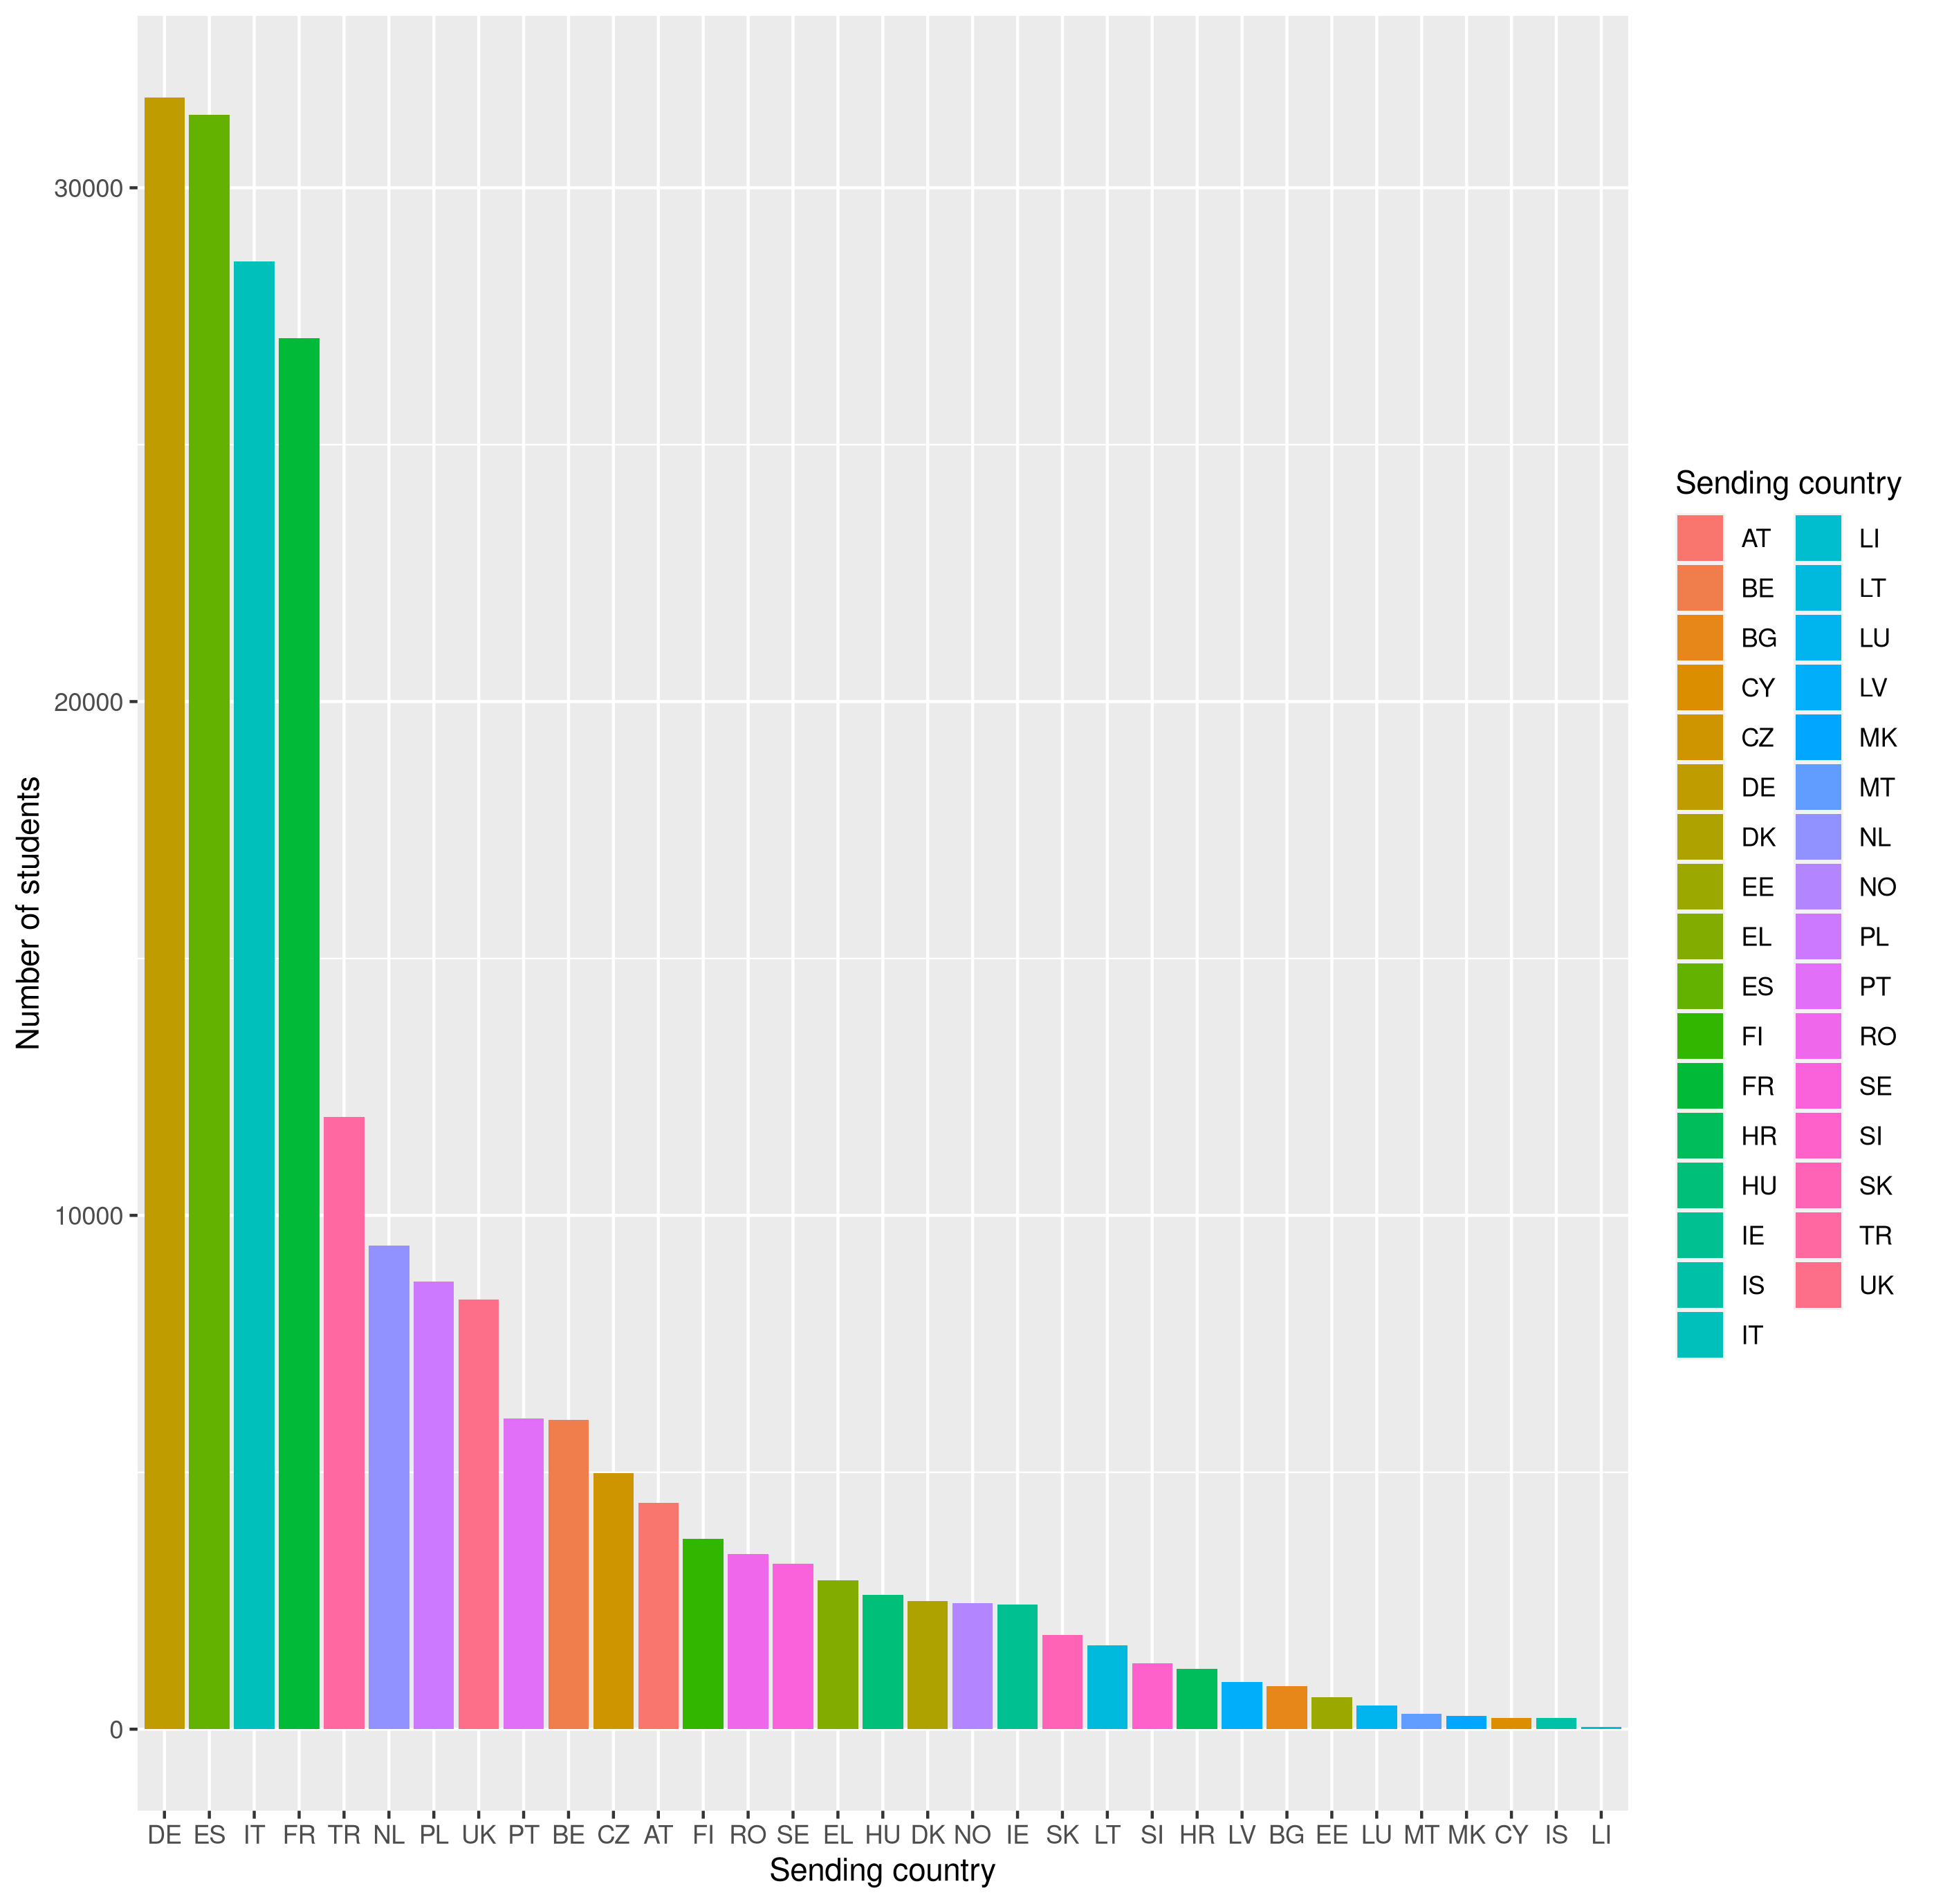 Number of students
30000
20000
10000
0
DE ES IT FR TR NL PL UK PT BE CZ AT FI RO SE EL HU DK NO IE SK LT SI HR LV BG EE LU MT MK CY IS LI
Sending country
Sending country
AT LI
BE LT
BG LU
CY LV
CZ MK
DE MT
DK NL
EE NO
EL PL
ES PT
FI RO
FR SE
HR SI
HU SK
IE TR
IS UK
IT